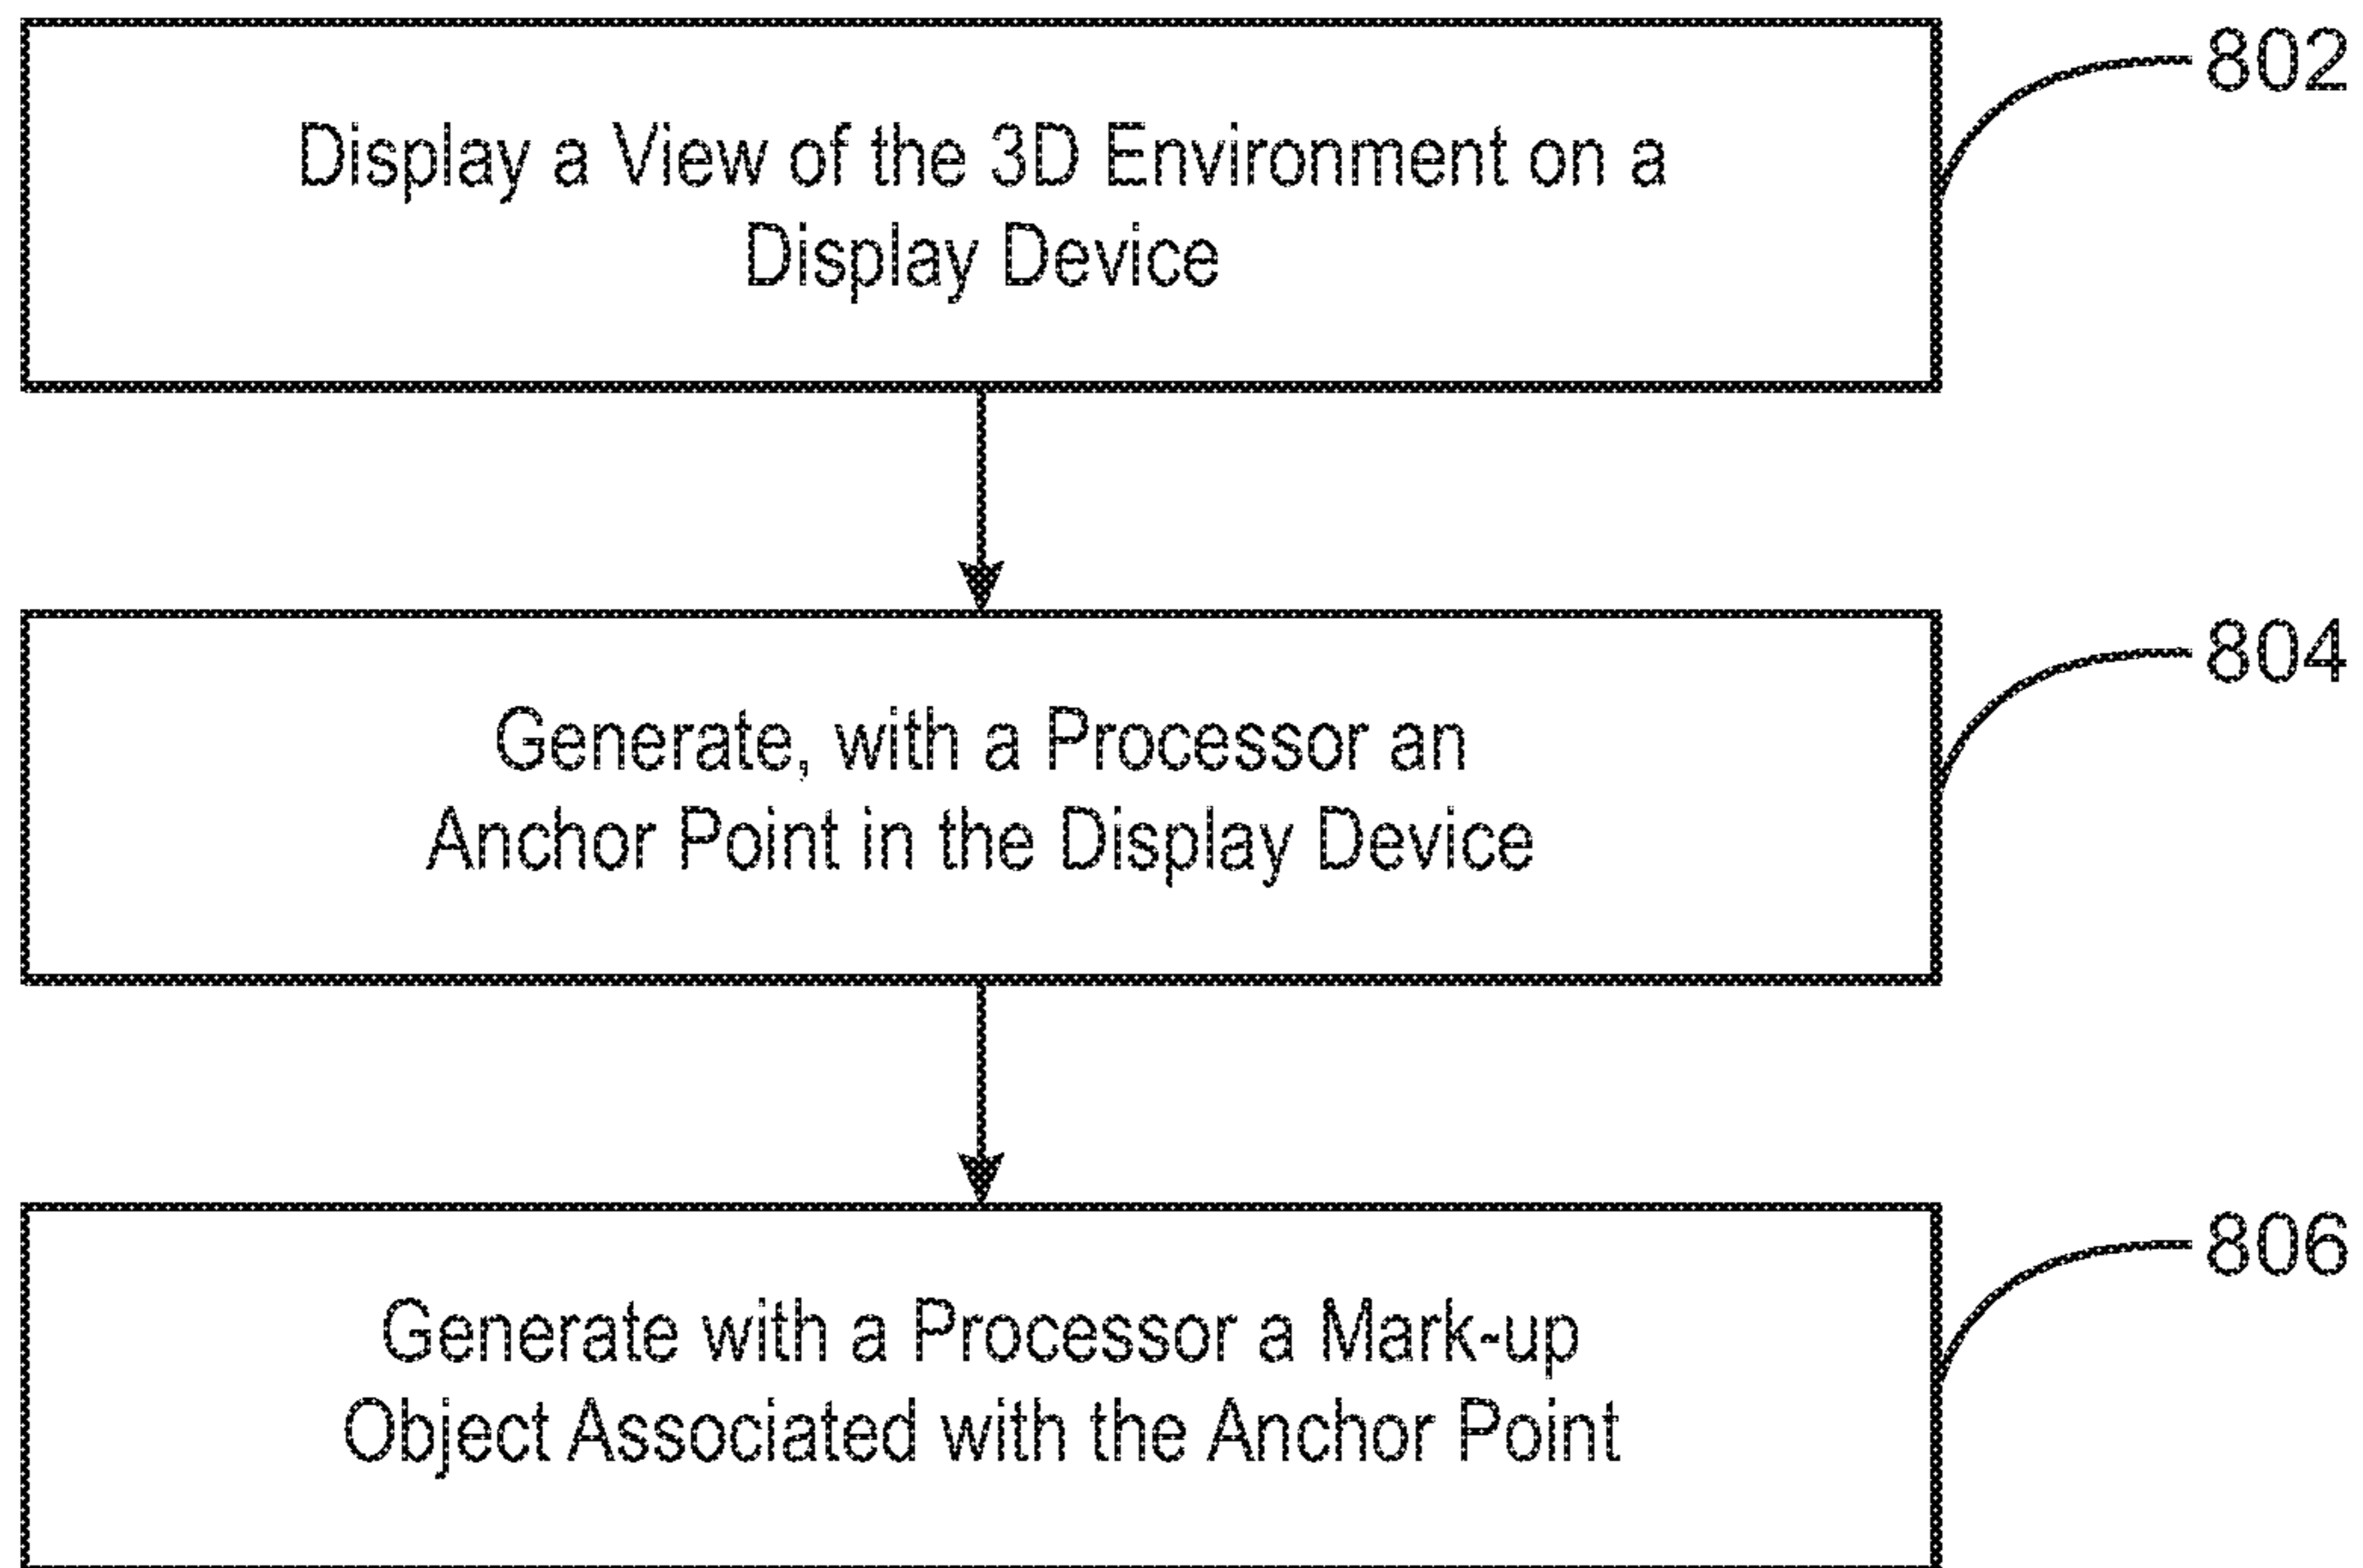 802
Display a View of the 3D Environment on a
Display Device
804
Generate, with a Processor an
Anchor Point in the Display Device
806
Generate with a Processor a Mark-up
Object Associated with the Anchor Point